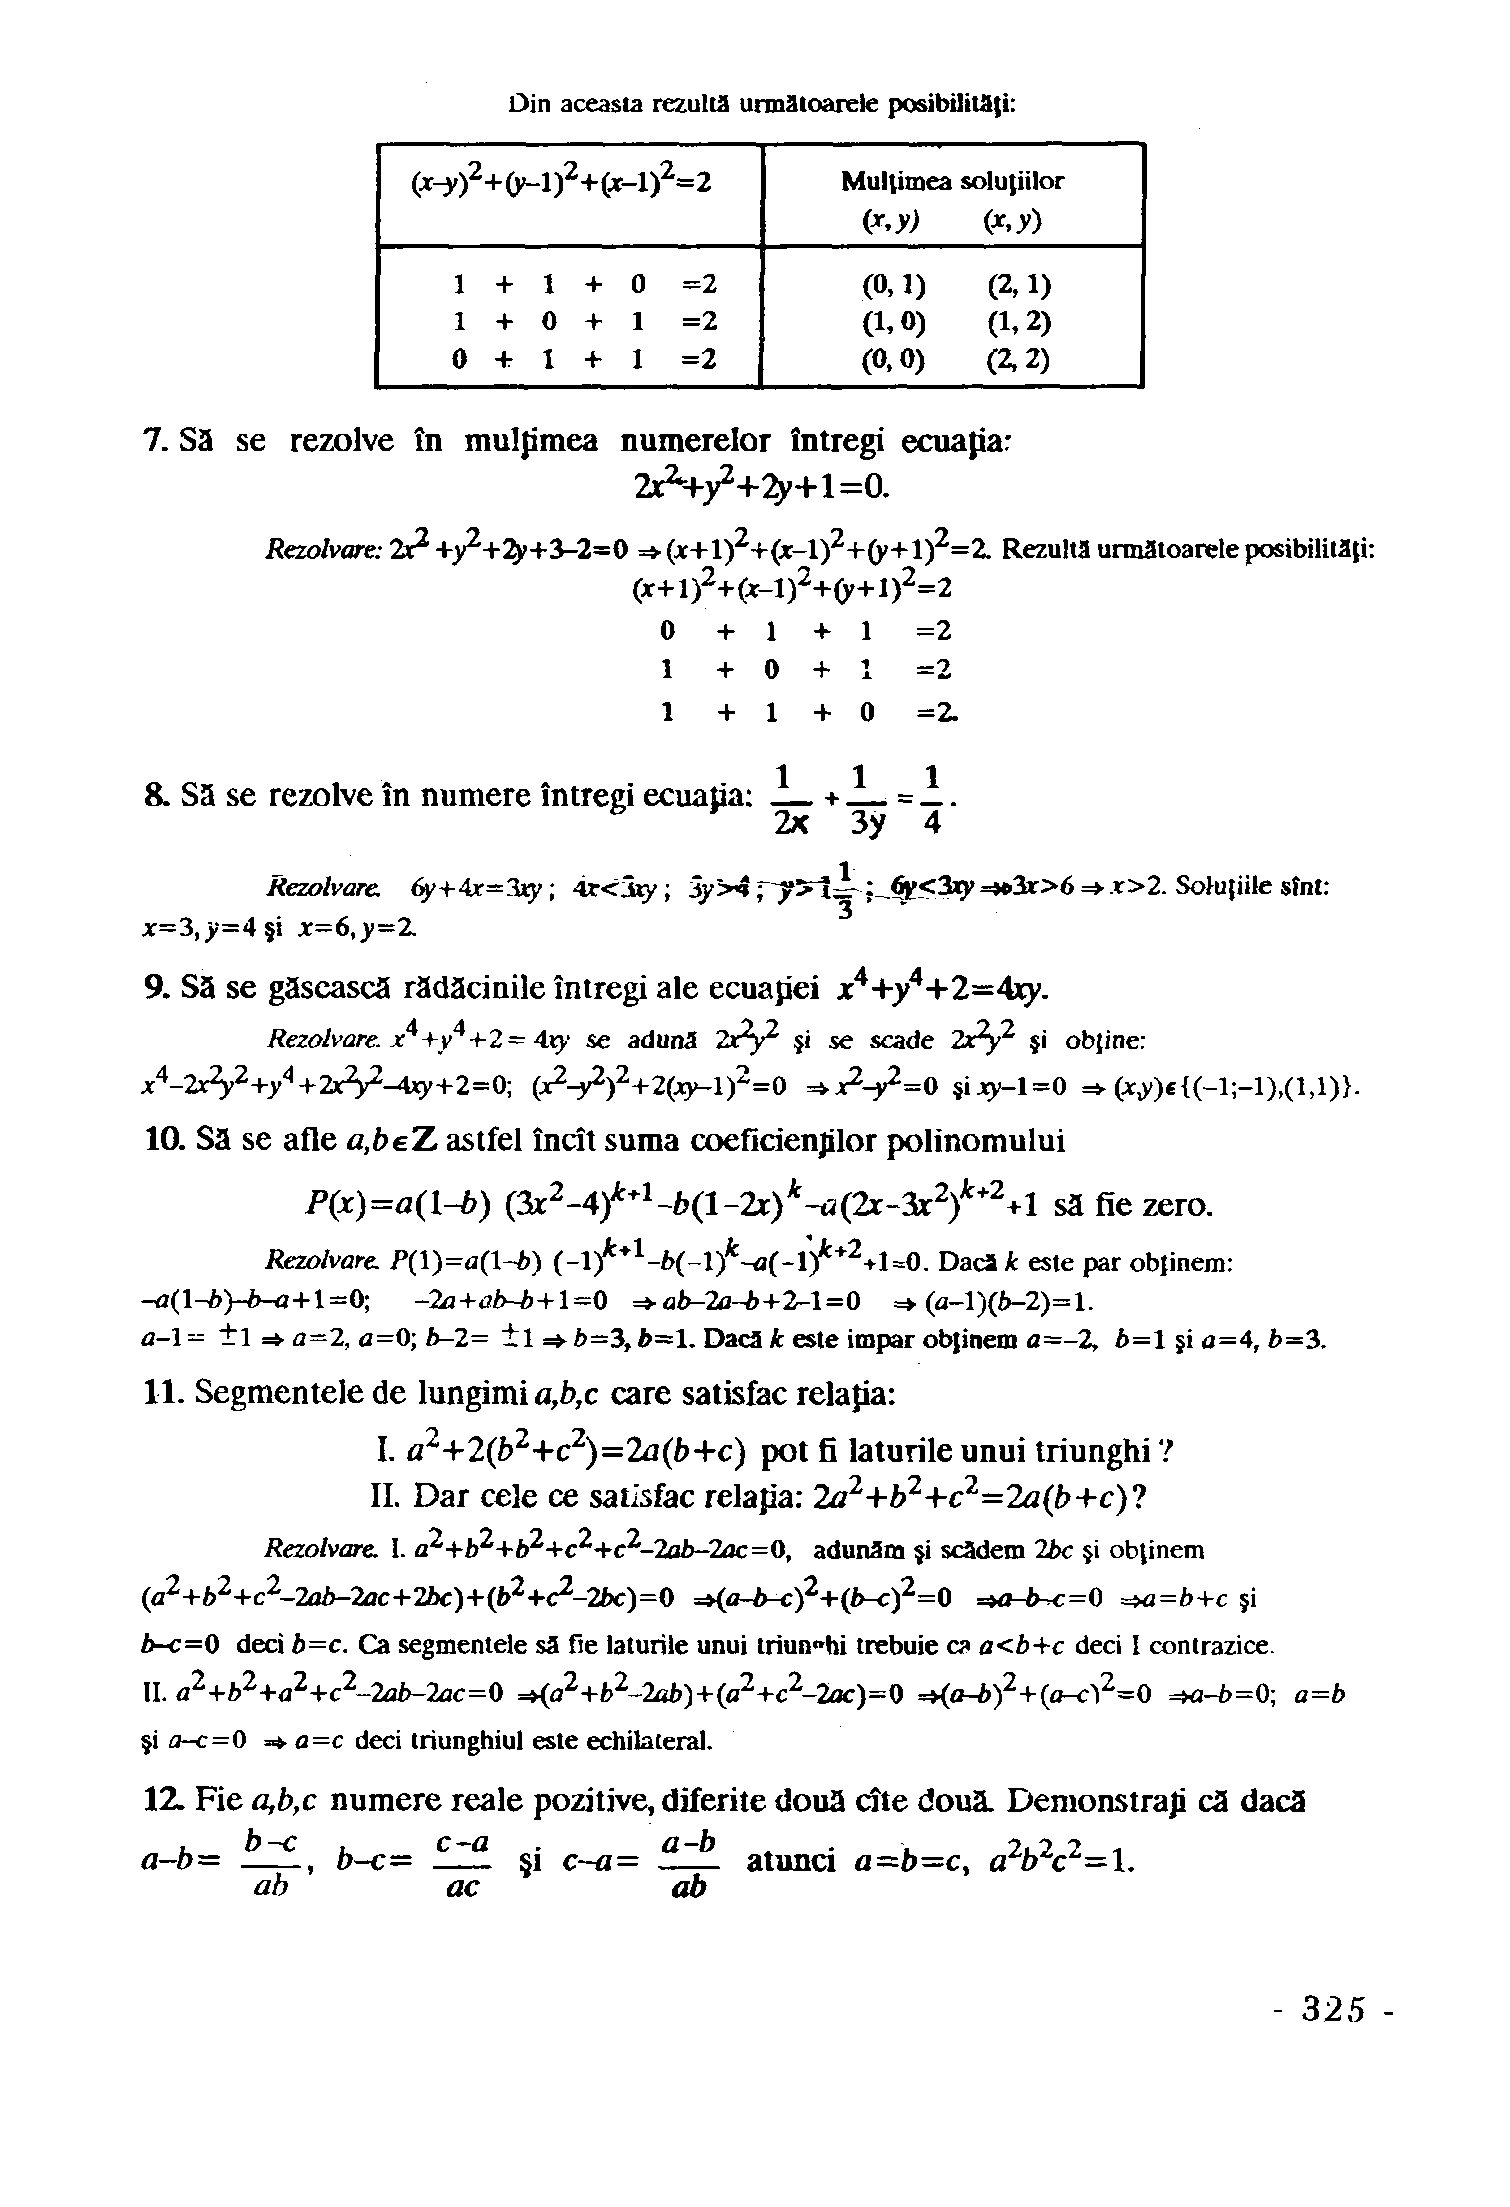 Din aceasta rezultă următoarele posibilităţi:
(x-y)²+(y-1)²+(x-1)²=2 Mulţimea soluţiilor
(x, y) (x, y)
1 + 1 + 0 =2 (0, 1) (2, 1)
1 + 0 + 1 =2 (1, 0) (1, 2)
0 + 1 + 1 =2 (0, 0) (2, 2)
7. Să se rezolve în mulţimea numerelor întregi ecuaţia:
2x²+y²+2y+1=0.
Rezolvare: 2x²+y²+2y+3-2=0 ⇒ (x+1)²+(x-1)²+(y+1)²=2. Rezultă următoarele posibilităţi:
(x+1)²+(x-1)²+(y+1)²=2
0 + 1 + 1 =2
1 + 0 + 1 =2
1 + 1 + 0 =2.
8. Să se rezolve în numere întregi ecuaţia: 1/2x + 1/3y = 1/4.
Rezolvare. 6y+4x=3xy; 4x<3xy; 3y>4; y>1 1/3; 6y<3xy ⇒ 3x>6 ⇒ x>2. Soluţiile sînt:
x=3, y=4 şi x=6, y=2.
9. Să se găsească rădăcinile întregi ale ecuaţiei x⁴+y⁴+2=4xy.
Rezolvare. x⁴+y⁴+2= 4xy se adună 2x²y² şi se scade 2x²y² şi obţine:
x⁴-2x²y²+y⁴+2x²y²-4xy+2=0; (x²-y²)²+2(xy-1)²=0 ⇒ x²-y²=0 şi xy-1=0 ⇒ (x,y)∈{(-1;-1),(1,1)}.
10. Să se afle a,b∈Z astfel încît suma coeficienţilor polinomului
P(x)=a(1-b) (3x²-4)ᵏ⁺¹-b(1-2x)ᵏ-a(2x-3x²)ᵏ⁺²+1 să fie zero.
Rezolvare. P(1)=a(1-b) (-1)ᵏ⁺¹-b(-1)ᵏ-a(-1)ᵏ⁺²+1=0. Dacă k este par obţinem:
-a(1-b)-b-a+1=0; -2a+ab-b+1=0 ⇒ ab-2a-b+2-1=0 ⇒ (a-1)(b-2)=1.
a-1= ±1 ⇒ a=2, a=0; b-2= ±1 ⇒ b=3, b=1. Dacă k este impar obţinem a=-2, b=1 şi a=4, b=3.
11. Segmentele de lungimi a,b,c care satisfac relaţia:
I. a²+2(b²+c²)=2a(b+c) pot fi laturile unui triunghi ?
II. Dar cele ce satisfac relaţia: 2a²+b²+c²=2a(b+c)?
Rezolvare. I. a²+b²+b²+c²+c²-2ab-2ac=0, adunăm şi scădem 2bc şi obţinem
(a²+b²+c²-2ab-2ac+2bc)+(b²+c²-2bc)=0 ⇒(a-b-c)²+(b-c)²=0 ⇒a-b-c=0 ⇒a=b+c şi
b-c=0 deci b=c. Ca segmentele să fie laturile unui triunghi trebuie ca a<b+c deci I contrazice.
II. a²+b²+a²+c²-2ab-2ac=0 ⇒(a²+b²-2ab)+(a²+c²-2ac)=0 ⇒(a-b)²+(a-c)²=0 ⇒a-b=0; a=b
şi a-c=0 ⇒ a=c deci triunghiul este echilateral.
12. Fie a,b,c numere reale pozitive, diferite două cîte două. Demonstraţi că dacă
a-b= (b-c)/ab, b-c= (c-a)/ac şi c-a= (a-b)/ab atunci a=b=c, a²b²c²=1.
- 325 -